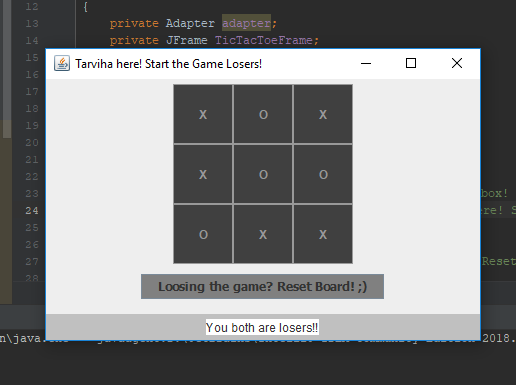 12 {
13 private Adapter adapter;
14 private JFrame TicTacToeFrame;
15
Tarviha here! Start the Game Losers!
16
17
X O X
18
19
20
X O O
21
22
23 box!
24 ere! S
25
O X X
26
27 Reset
28
Loosing the game? Reset Board! ;)
You both are losers!!
2018.